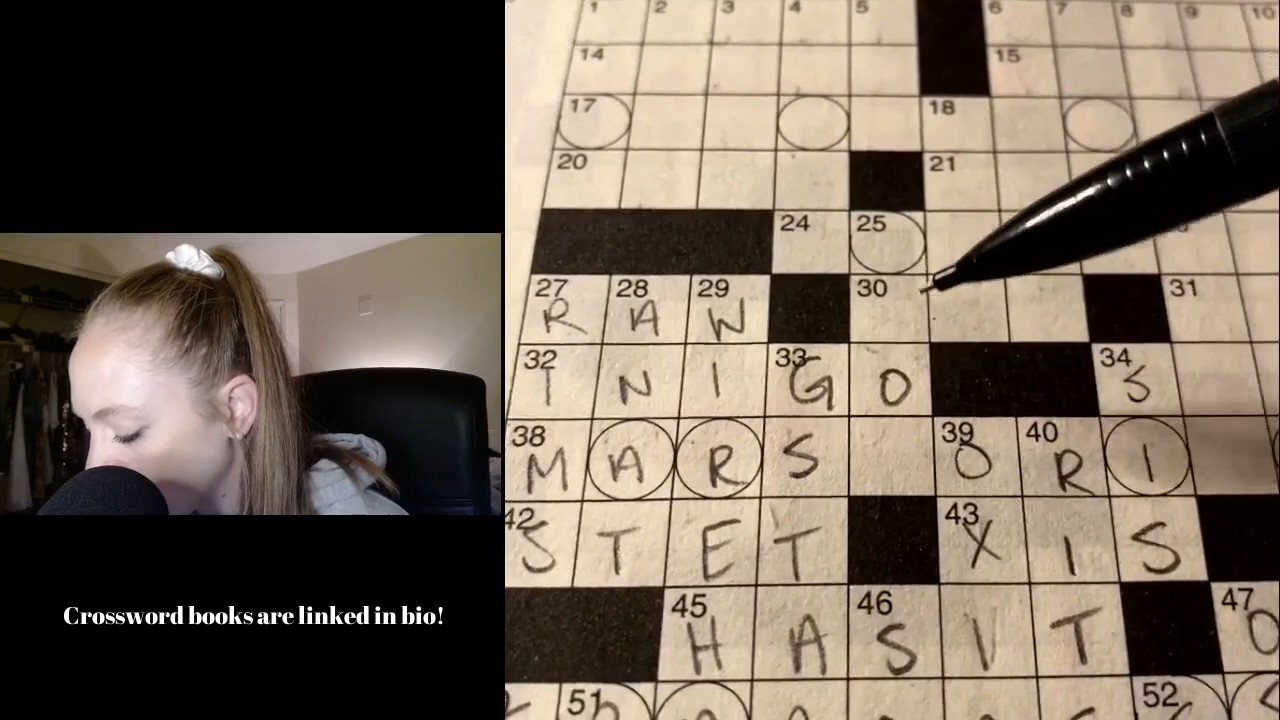 1 2 3 4 5 6 7 8 9 10
14 15
17 18
20 21
24 25
27 28 29 30 31
R A W
32 33 34
I N I G O S
38 39 40
M A R S O R I
42 43
S T E T X I S
45 46 47
H A S I T O
51 52
Crossword books are linked in bio!